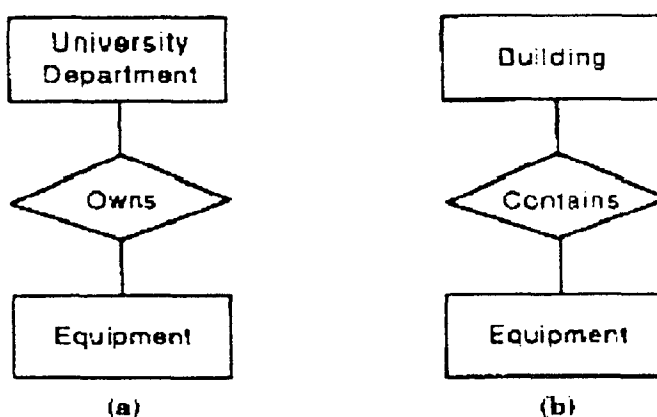 University
Department
Owns
Equipment
(a)
Building
Contains
Equipment
(b)